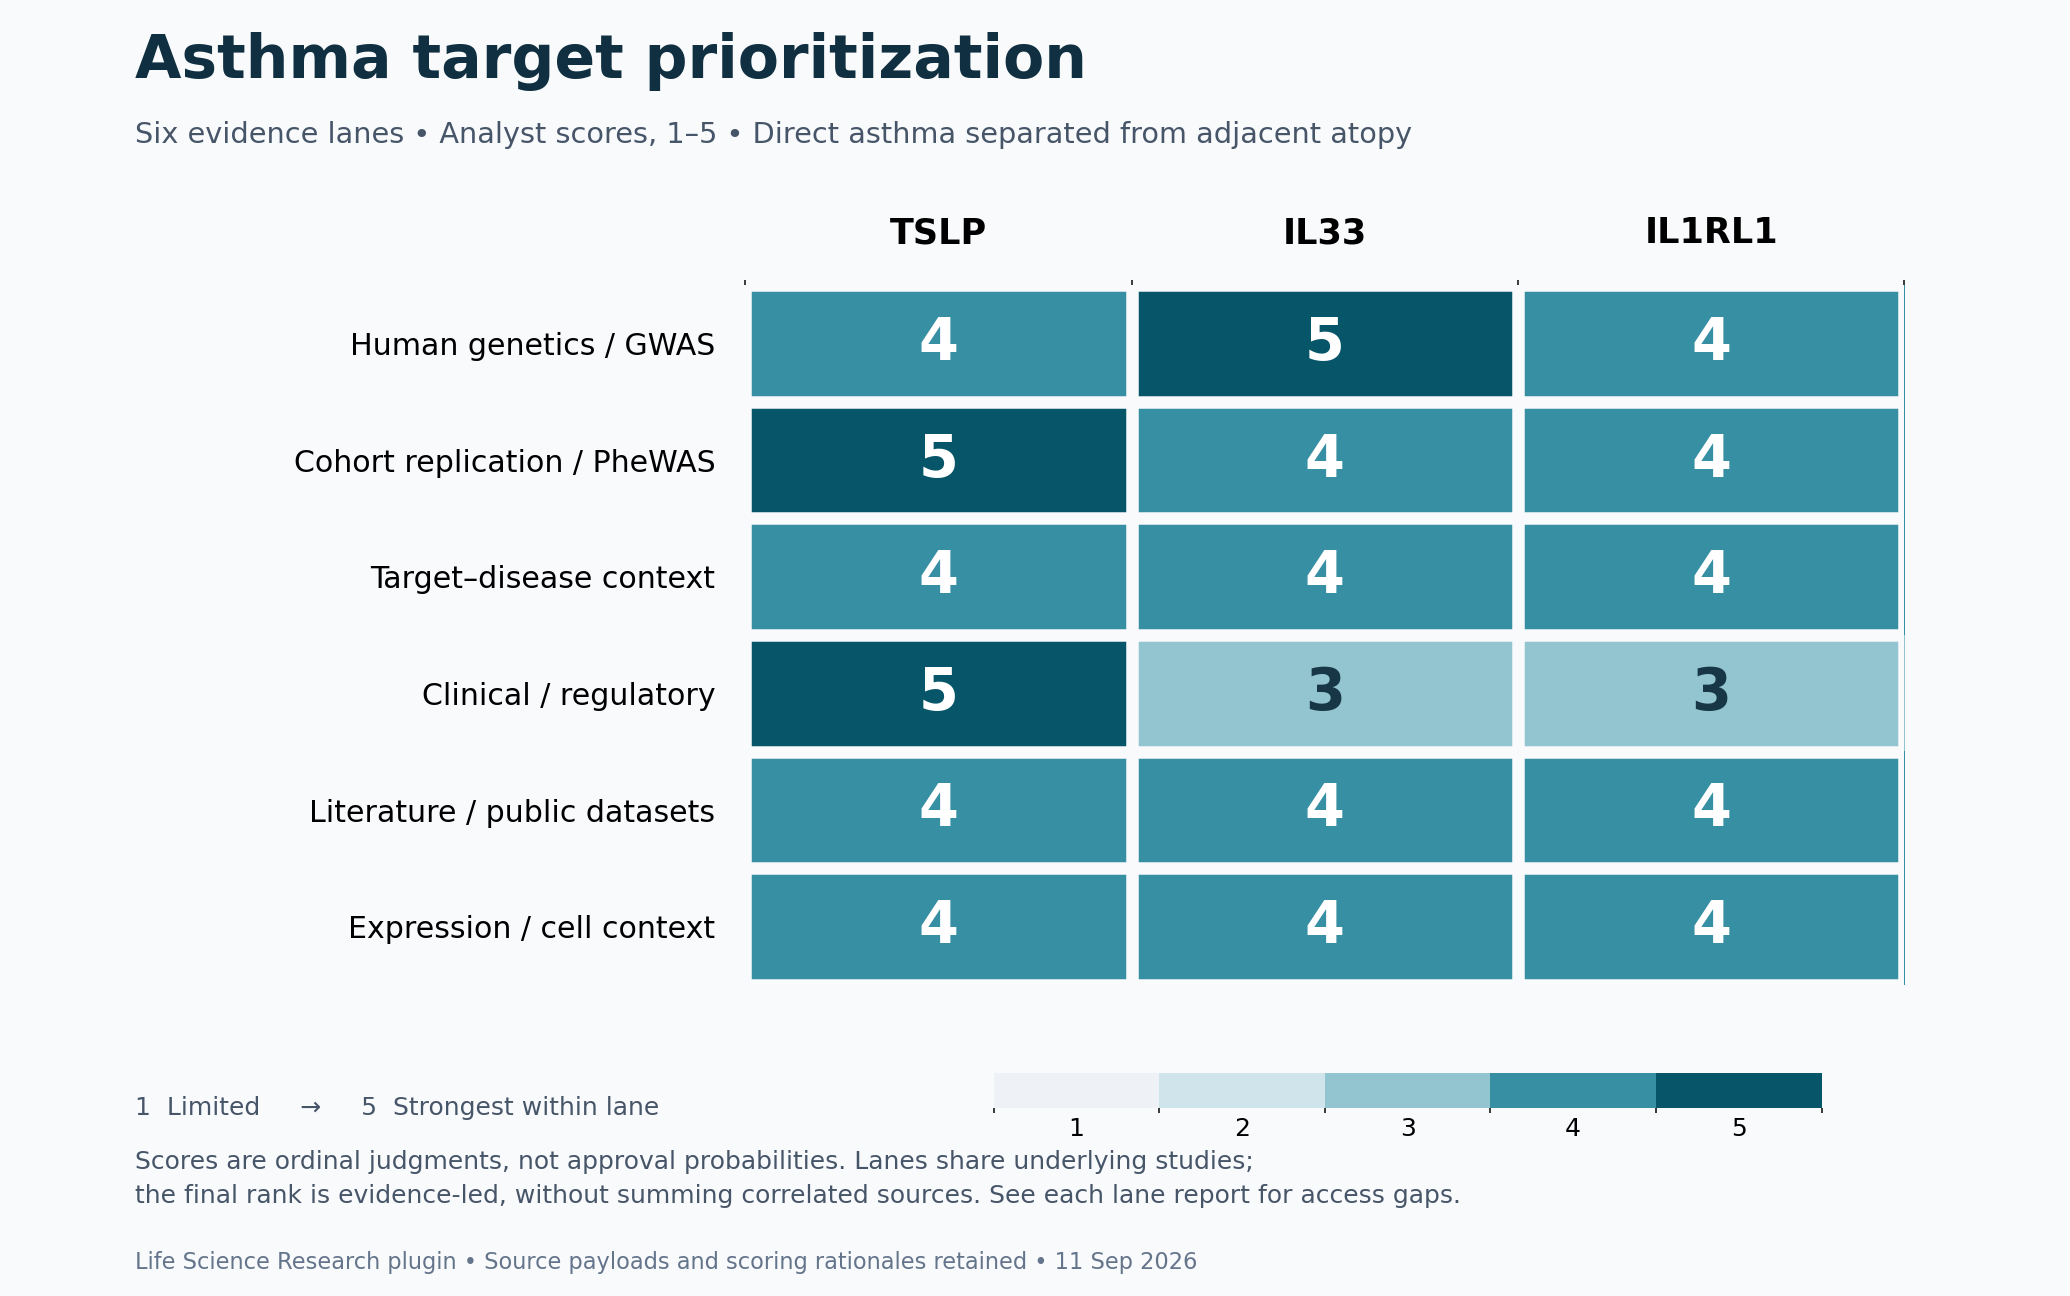 Asthma target prioritization
Six evidence lanes • Analyst scores, 1–5 • Direct asthma separated from adjacent atopy
TSLP IL33 IL1RL1
Human genetics / GWAS 4 5 4
Cohort replication / PheWAS 5 4 4
Target–disease context 4 4 4
Clinical / regulatory 5 3 3
Literature / public datasets 4 4 4
Expression / cell context 4 4 4
1 Limited → 5 Strongest within lane
1 2 3 4 5
Scores are ordinal judgments, not approval probabilities. Lanes share underlying studies;
the final rank is evidence-led, without summing correlated sources. See each lane report for access gaps.
Life Science Research plugin • Source payloads and scoring rationales retained • 11 Sep 2026